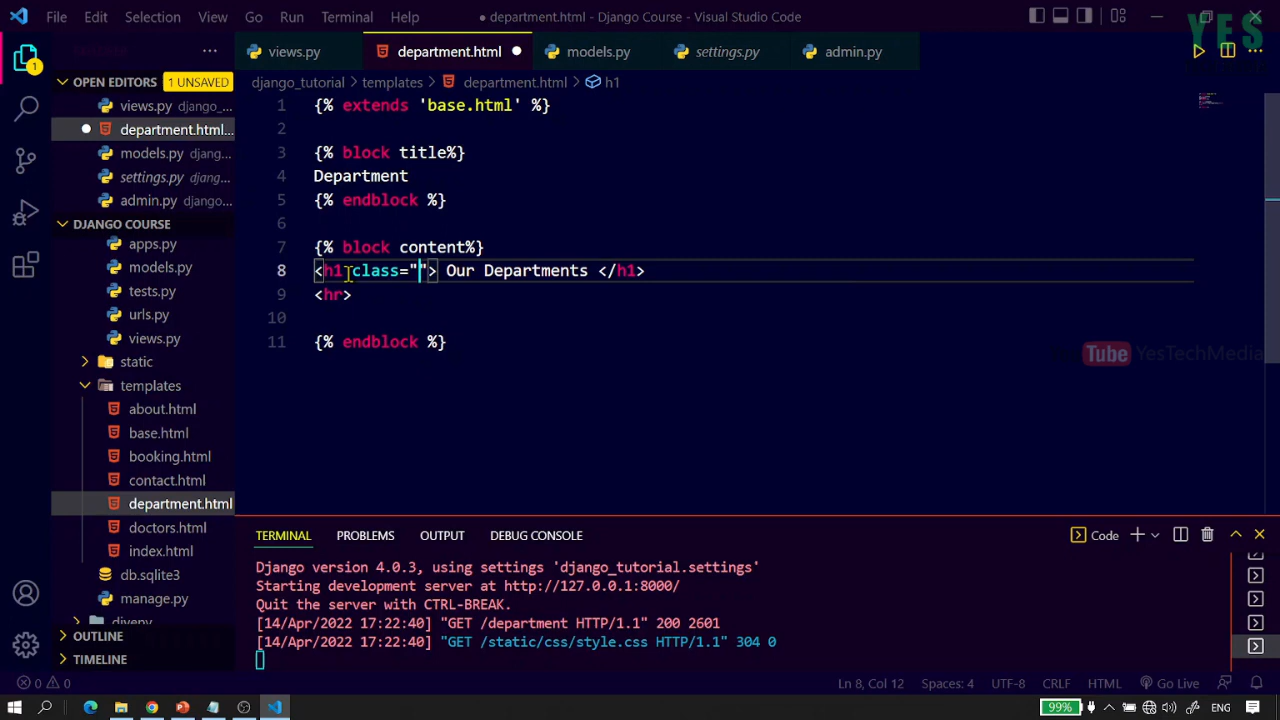 File Edit Selection View Go Run Terminal Help
● department.html - Django Course - Visual Studio Code
YES
views.py
department.html
models.py
settings.py
admin.py
OPEN EDITORS 1 UNSAVED
views.py django_...
department.html...
models.py djang...
settings.py djang...
admin.py django...
DJANGO COURSE
apps.py
models.py
tests.py
urls.py
views.py
static
templates
about.html
base.html
booking.html
contact.html
department.html
doctors.html
index.html
db.sqlite3
manage.py
OUTLINE
TIMELINE
django_tutorial > templates > department.html > h1
1 {% extends 'base.html' %}
2
3 {% block title%}
4 Department
5 {% endblock %}
6
7 {% block content%}
8 <h1 class=""> Our Departments </h1>
9 <hr>
10
11 {% endblock %}
Tube YesTechMedia
TERMINAL PROBLEMS OUTPUT DEBUG CONSOLE
Code
Django version 4.0.3, using settings 'django_tutorial.settings'
Starting development server at http://127.0.0.1:8000/
Quit the server with CTRL-BREAK.
[14/Apr/2022 17:22:40] "GET /department HTTP/1.1" 200 2601
[14/Apr/2022 17:22:40] "GET /static/css/style.css HTTP/1.1" 304 0
0 0
Ln 8, Col 12 Spaces: 4 UTF-8 CRLF HTML Go Live
99% ENG